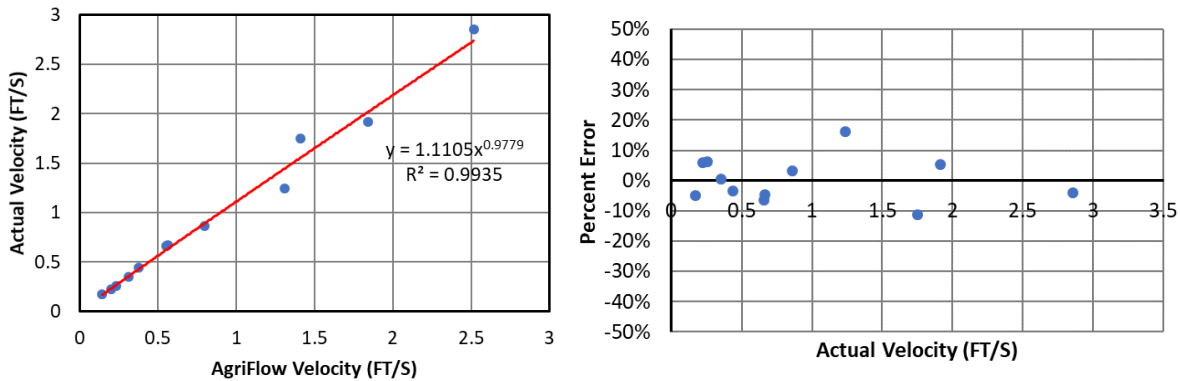 3
2.5
2
1.5
1
0.5
0
0 0.5 1 1.5 2 2.5 3
Actual Velocity (FT/S)
AgriFlow Velocity (FT/S)
y = 1.1105x^0.9779
R² = 0.9935
50%
40%
30%
20%
10%
0%
-10%
-20%
-30%
-40%
-50%
0 0.5 1 1.5 2 2.5 3 3.5
Percent Error
Actual Velocity (FT/S)